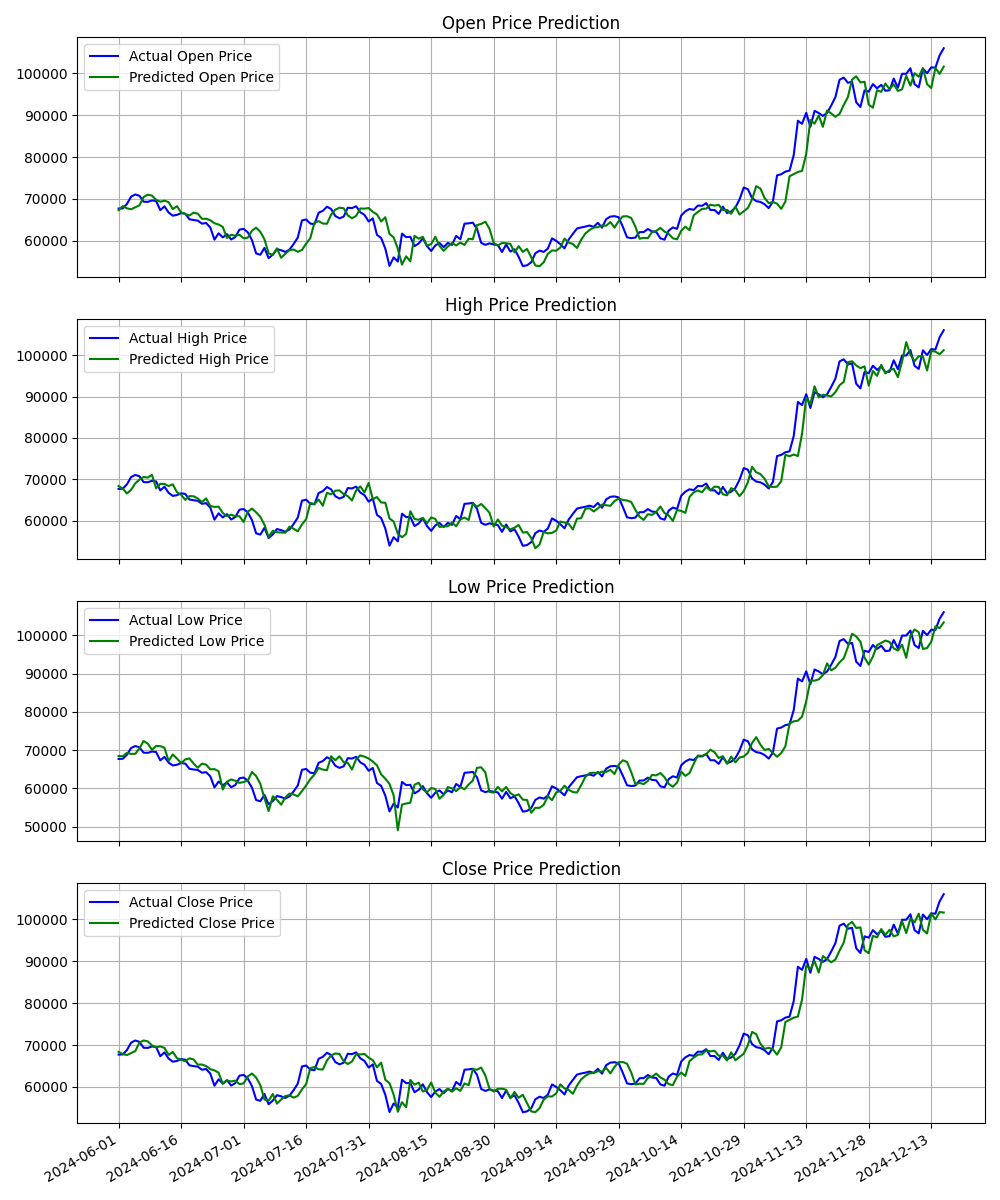 Open Price Prediction
Actual Open Price
Predicted Open Price
100000
90000
80000
70000
60000
High Price Prediction
Actual High Price
Predicted High Price
100000
90000
80000
70000
60000
Low Price Prediction
Actual Low Price
Predicted Low Price
100000
90000
80000
70000
60000
50000
Close Price Prediction
Actual Close Price
Predicted Close Price
100000
90000
80000
70000
60000
2024-06-01
2024-06-16
2024-07-01
2024-07-16
2024-07-31
2024-08-15
2024-08-30
2024-09-14
2024-09-29
2024-10-14
2024-10-29
2024-11-13
2024-11-28
2024-12-13